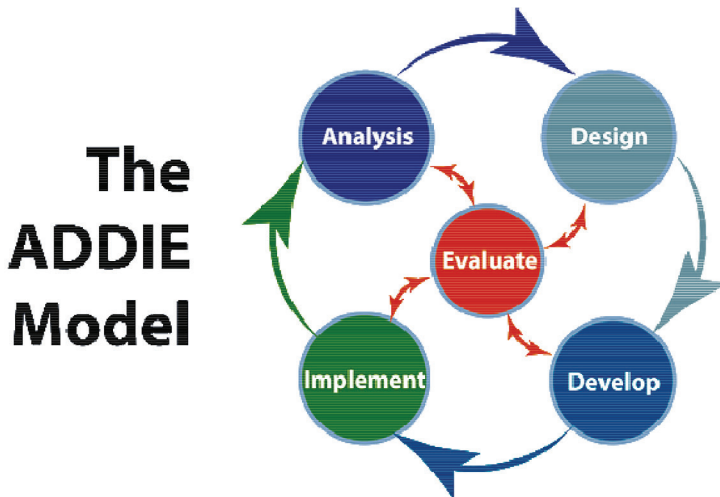 The
ADDIE
Model
Analysis
Design
Evaluate
Implement
Develop